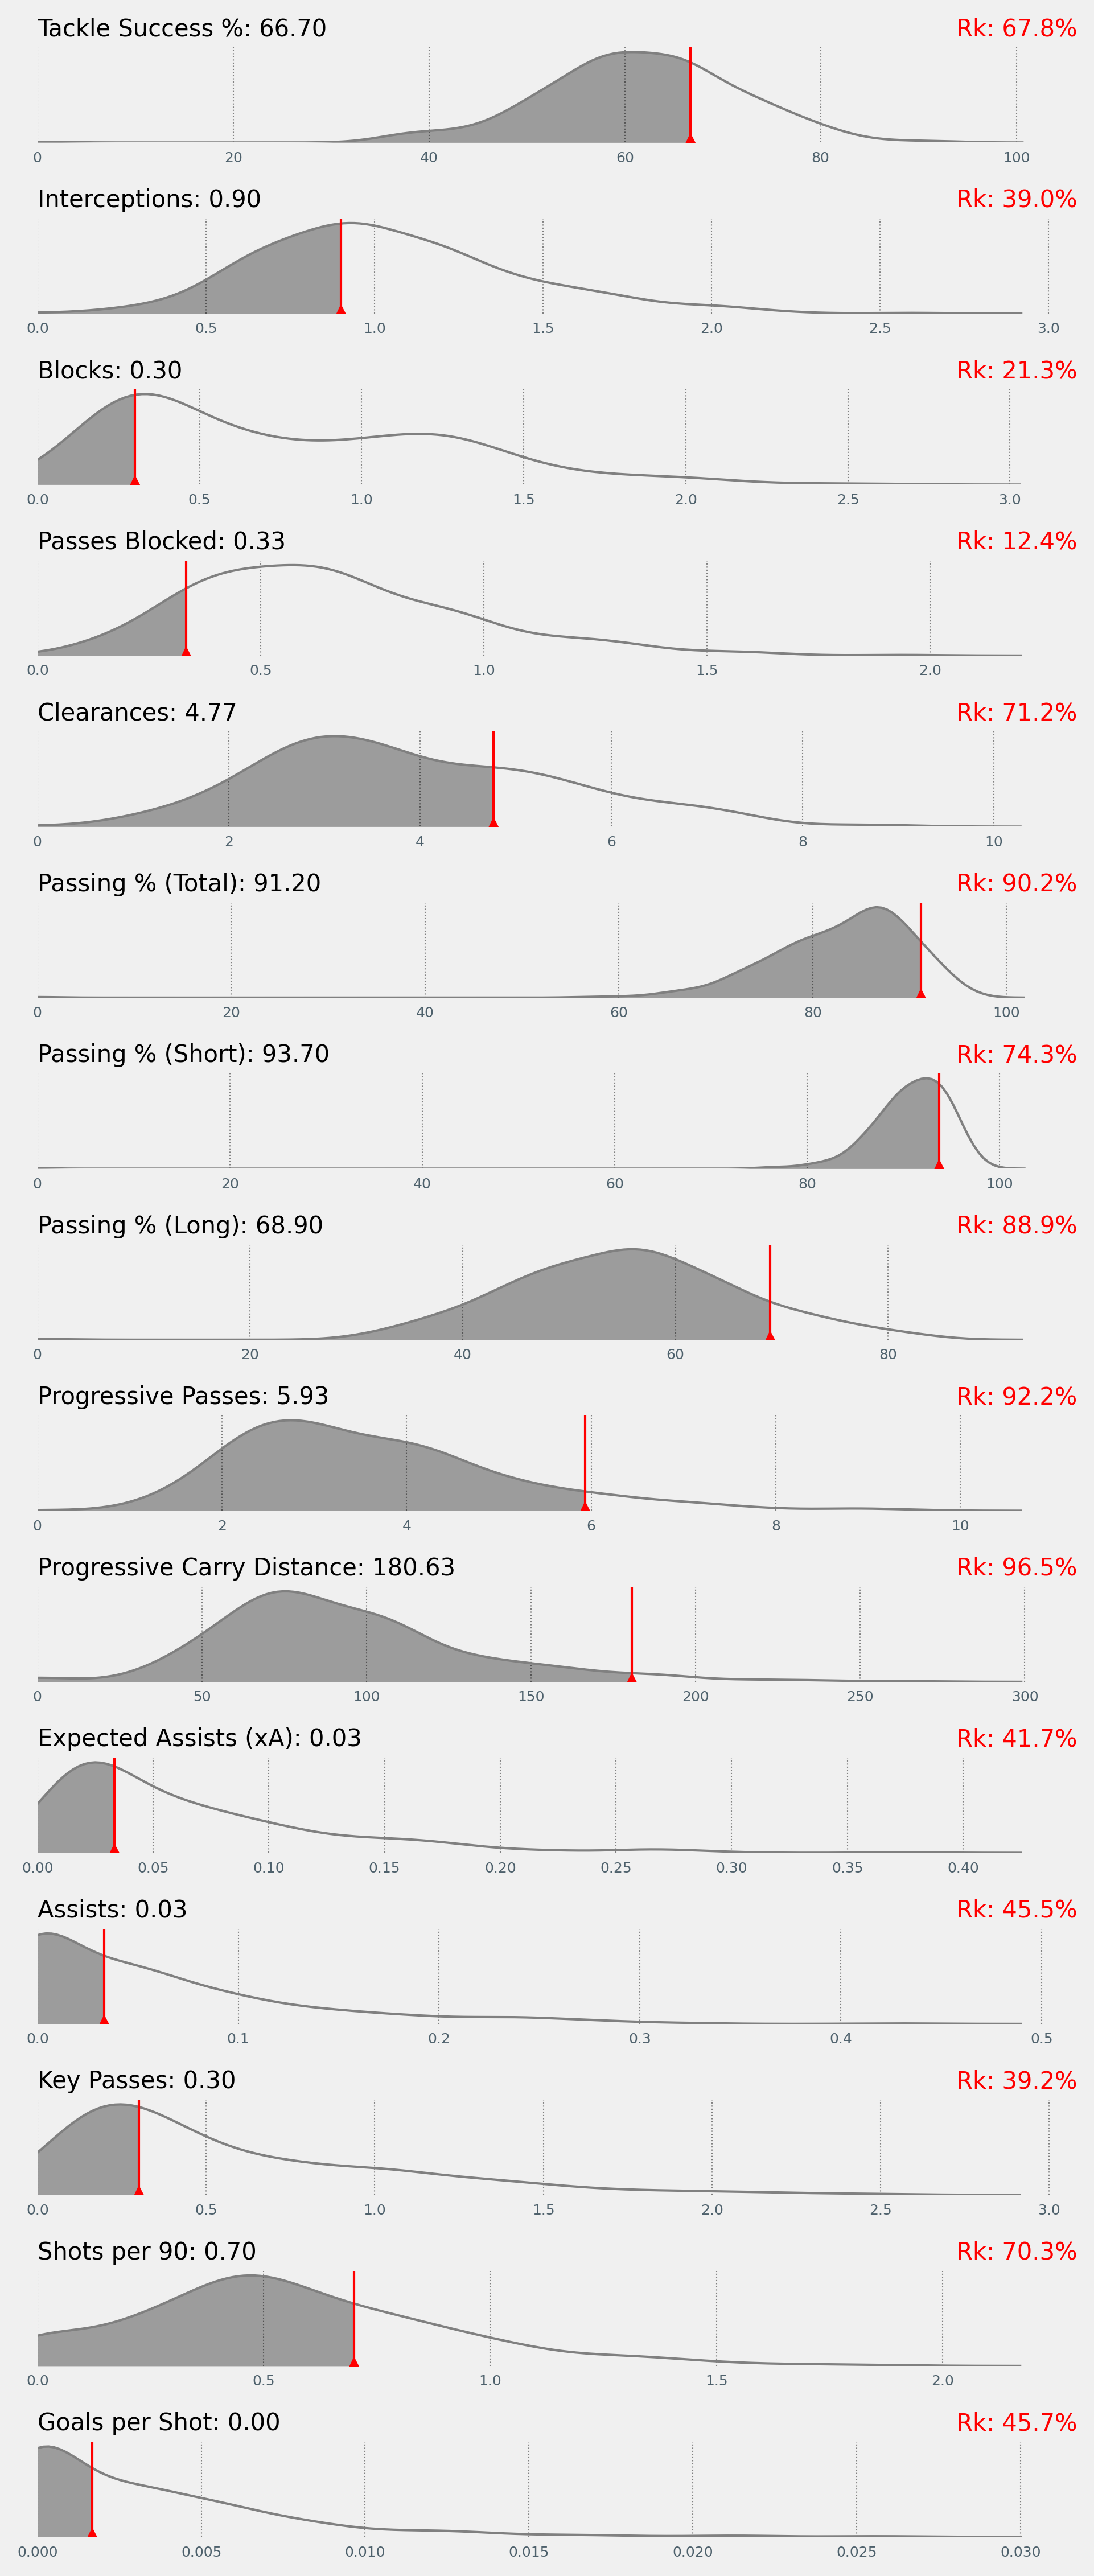 Tackle Success %: 66.70 Rk: 67.8%
0 20 40 60 80 100
Interceptions: 0.90 Rk: 39.0%
0.0 0.5 1.0 1.5 2.0 2.5 3.0
Blocks: 0.30 Rk: 21.3%
0.0 0.5 1.0 1.5 2.0 2.5 3.0
Passes Blocked: 0.33 Rk: 12.4%
0.0 0.5 1.0 1.5 2.0
Clearances: 4.77 Rk: 71.2%
0 2 4 6 8 10
Passing % (Total): 91.20 Rk: 90.2%
0 20 40 60 80 100
Passing % (Short): 93.70 Rk: 74.3%
0 20 40 60 80 100
Passing % (Long): 68.90 Rk: 88.9%
0 20 40 60 80
Progressive Passes: 5.93 Rk: 92.2%
0 2 4 6 8 10
Progressive Carry Distance: 180.63 Rk: 96.5%
0 50 100 150 200 250 300
Expected Assists (xA): 0.03 Rk: 41.7%
0.00 0.05 0.10 0.15 0.20 0.25 0.30 0.35 0.40
Assists: 0.03 Rk: 45.5%
0.0 0.1 0.2 0.3 0.4 0.5
Key Passes: 0.30 Rk: 39.2%
0.0 0.5 1.0 1.5 2.0 2.5 3.0
Shots per 90: 0.70 Rk: 70.3%
0.0 0.5 1.0 1.5 2.0
Goals per Shot: 0.00 Rk: 45.7%
0.000 0.005 0.010 0.015 0.020 0.025 0.030